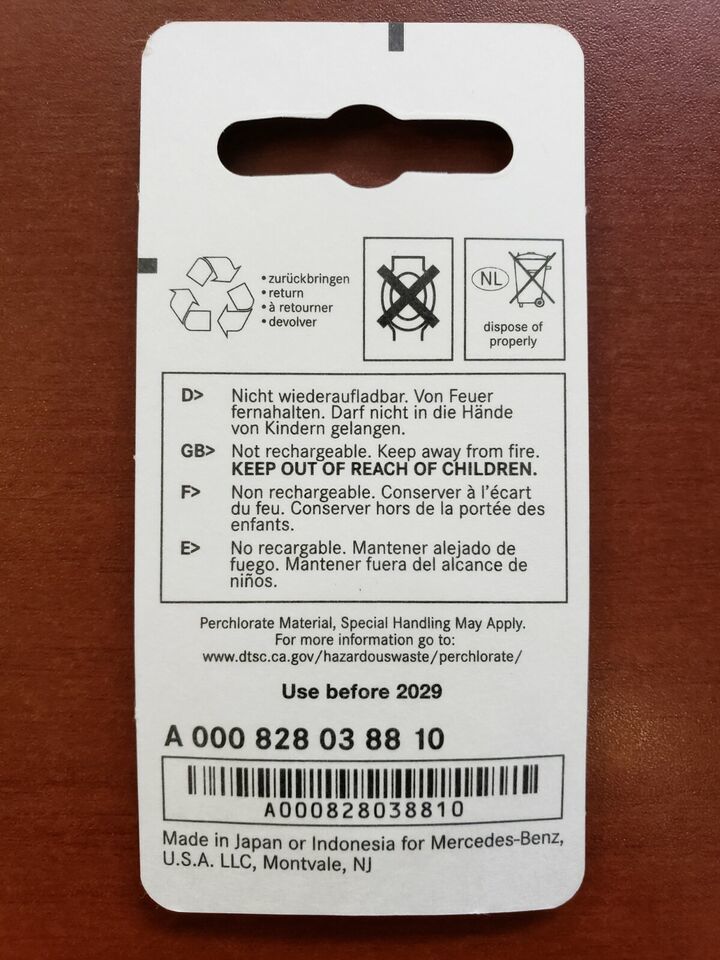 • zurückbringen
• return
• à retourner
• devolver
NL
dispose of
properly
D> Nicht wiederaufladbar. Von Feuer
fernahalten. Darf nicht in die Hände
von Kindern gelangen.
GB> Not rechargeable. Keep away from fire.
KEEP OUT OF REACH OF CHILDREN.
F> Non rechargeable. Conserver à l'écart
du feu. Conserver hors de la portée des
enfants.
E> No recargable. Mantener alejado de
fuego. Mantener fuera del alcance de
niños.
Perchlorate Material, Special Handling May Apply.
For more information go to:
www.dtsc.ca.gov/hazardouswaste/perchlorate/
Use before 2029
A 000 828 03 88 10
A000828038810
Made in Japan or Indonesia for Mercedes-Benz,
U.S.A. LLC, Montvale, NJ